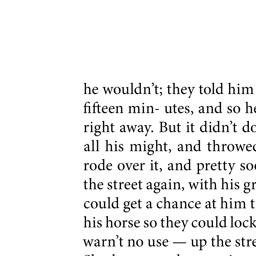 he wouldn't; they told him
fifteen min- utes, and so he
right away. But it didn't do
all his might, and throwed
rode over it, and pretty
the street again, with his
could get a chance at him
his horse so they could lock
warn't no use — up the